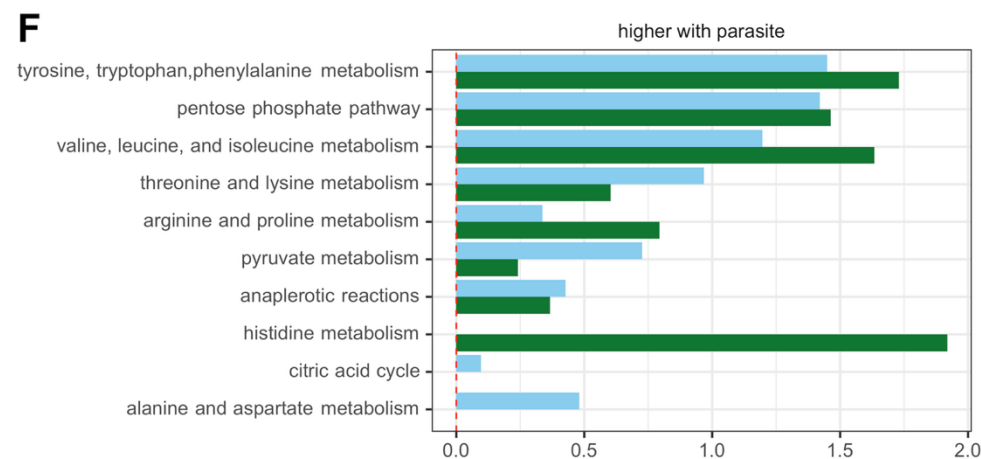 F
higher with parasite
tyrosine, tryptophan,phenylalanine metabolism
pentose phosphate pathway
valine, leucine, and isoleucine metabolism
threonine and lysine metabolism
arginine and proline metabolism
pyruvate metabolism
anaplerotic reactions
histidine metabolism
citric acid cycle
alanine and aspartate metabolism
0.0 0.5 1.0 1.5 2.0